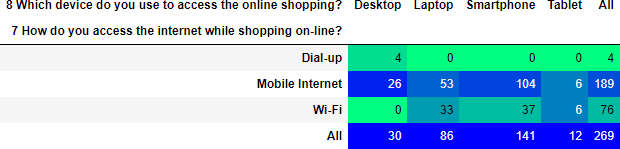 8 Which device do you use to access the online shopping? Desktop Laptop Smartphone Tablet All
7 How do you access the internet while shopping on-line?
Dial-up 4 0 0 0 4
Mobile Internet 26 53 104 6 189
Wi-Fi 0 33 37 6 76
All 30 86 141 12 269